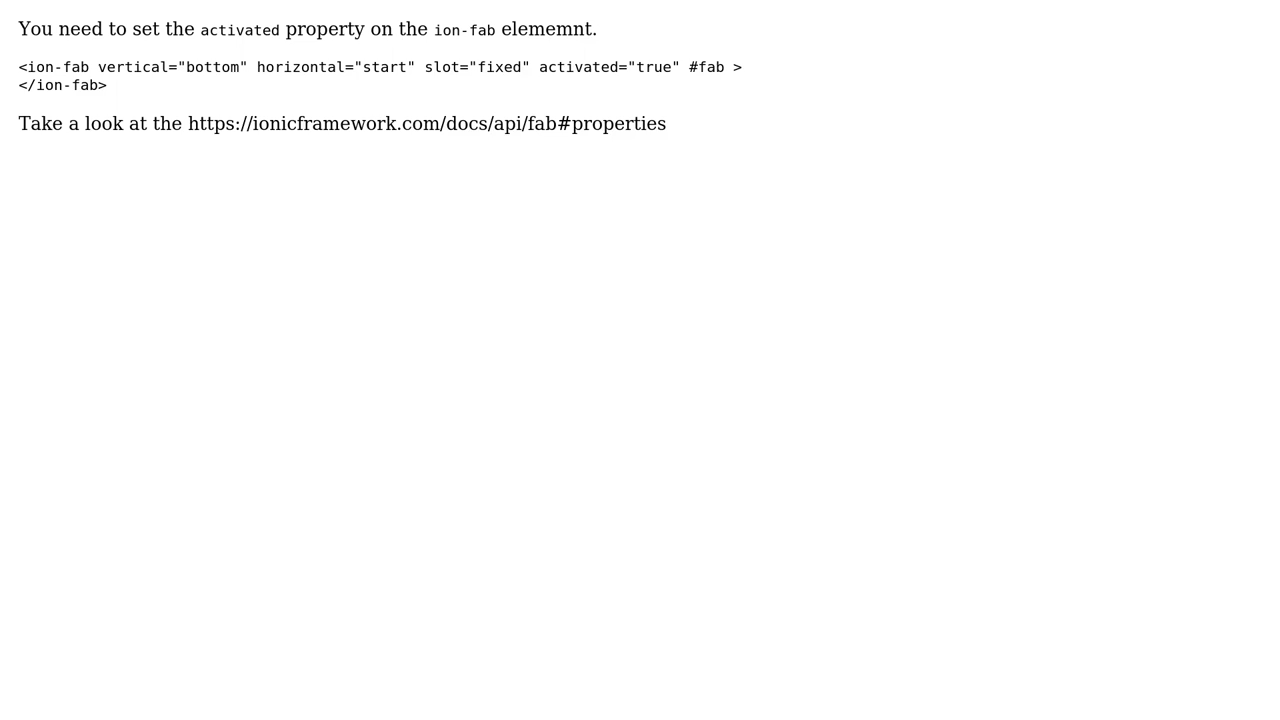 You need to set the activated property on the ion-fab elememnt.
<ion-fab vertical="bottom" horizontal="start" slot="fixed" activated="true" #fab >
</ion-fab>
Take a look at the https://ionicframework.com/docs/api/fab#properties